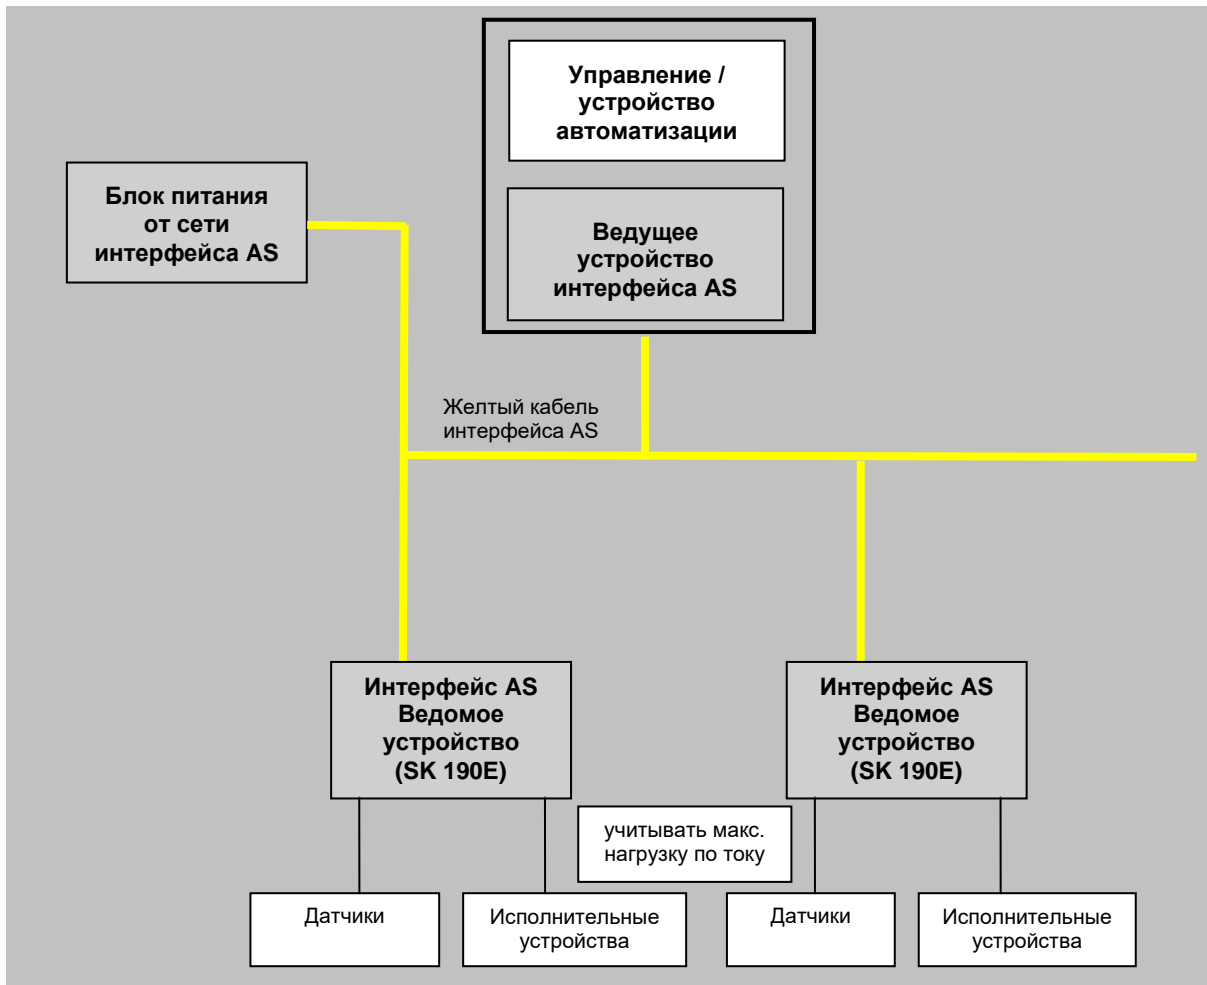 Управление /
устройство
автоматизации
Блок питания
от сети
интерфейса AS
Ведущее
устройство
интерфейса AS
Желтый кабель
интерфейса AS
Интерфейс AS
Ведомое
устройство
(SK 190E)
Интерфейс AS
Ведомое
устройство
(SK 190E)
учитывать макс.
нагрузку по току
Датчики
Исполнительные
устройства
Датчики
Исполнительные
устройства